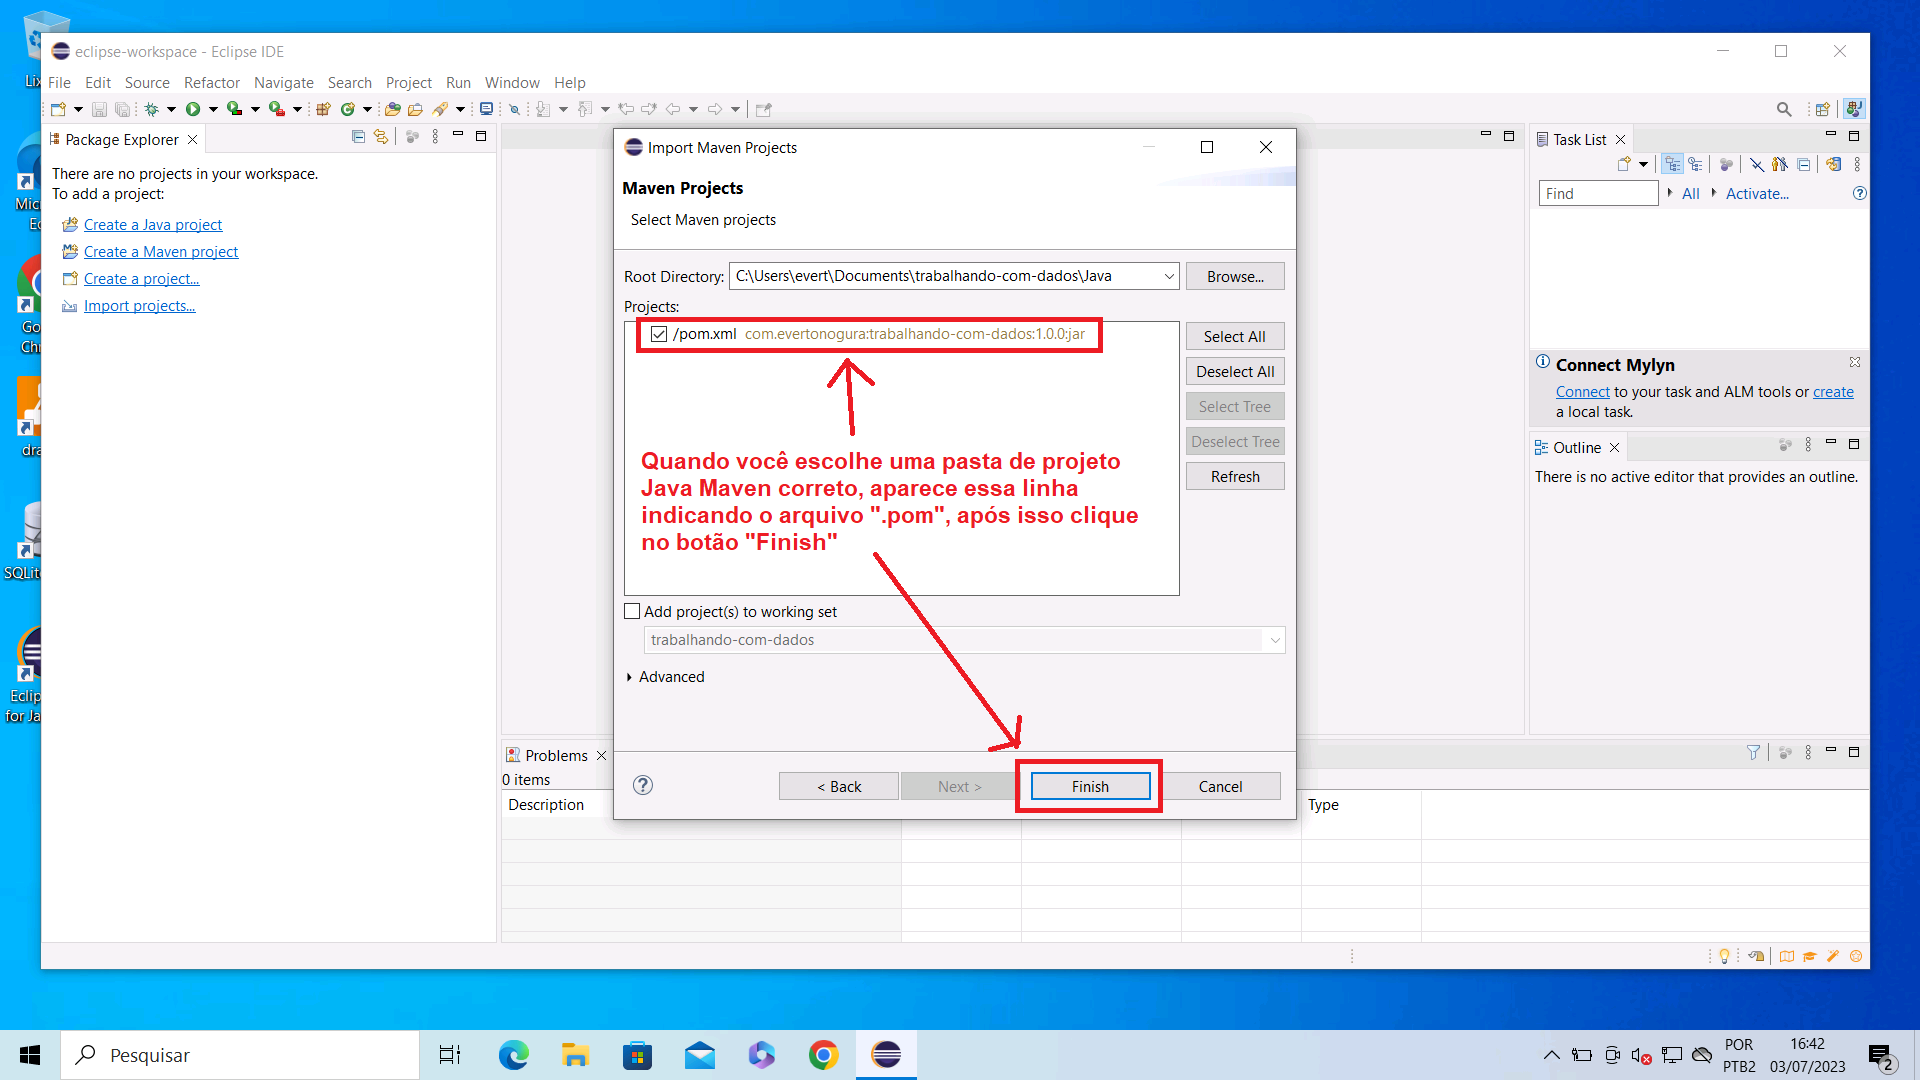 eclipse-workspace - Eclipse IDE
File Edit Source Refactor Navigate Search Project Run Window Help
Package Explorer
There are no projects in your workspace.
To add a project:
Create a Java project
Create a Maven project
Create a project...
Import projects...
Import Maven Projects
Maven Projects
Select Maven projects
Root Directory: C:\Users\evert\Documents\trabalhando-com-dados\Java Browse...
Projects:
/pom.xml com.evertonogura:trabalhando-com-dados:1.0.0:jar
Select All
Deselect All
Select Tree
Deselect Tree
Refresh
Quando você escolhe uma pasta de projeto
Java Maven correto, aparece essa linha
indicando o arquivo ".pom", após isso clique
no botão "Finish"
Add project(s) to working set
trabalhando-com-dados
Advanced
< Back Next > Finish Cancel
Task List
Find All Activate...
Connect Mylyn
Connect to your task and ALM tools or create
a local task.
Outline
There is no active editor that provides an outline.
Problems
0 items
Description Type
Pesquisar
POR
PTB2
16:42
03/07/2023
2